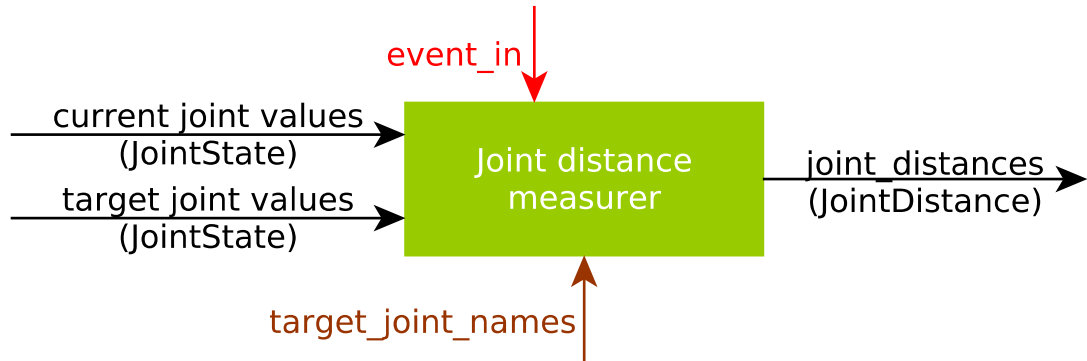 event_in
current joint values
(JointState)
target joint values
(JointState)
Joint distance
measurer
joint_distances
(JointDistance)
target_joint_names